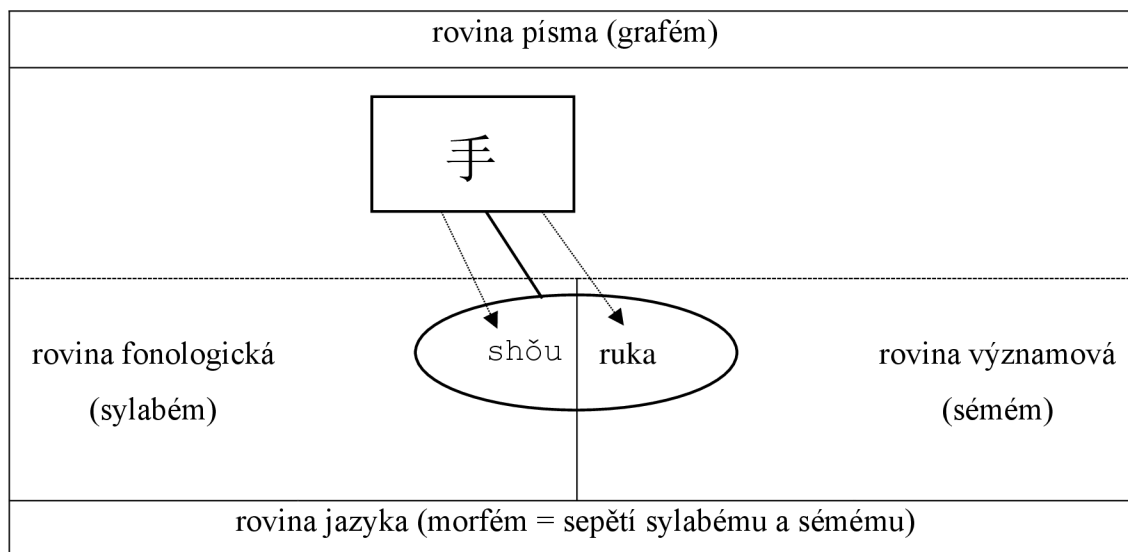 rovina písma (grafém)
手
shǒu ruka
rovina fonologická
(sylabém)
rovina významová
(sémém)
rovina jazyka (morfém = sepětí sylabému a sémému)